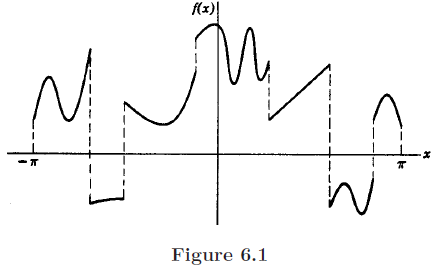 f(x)
-π
π
x
Figure 6.1